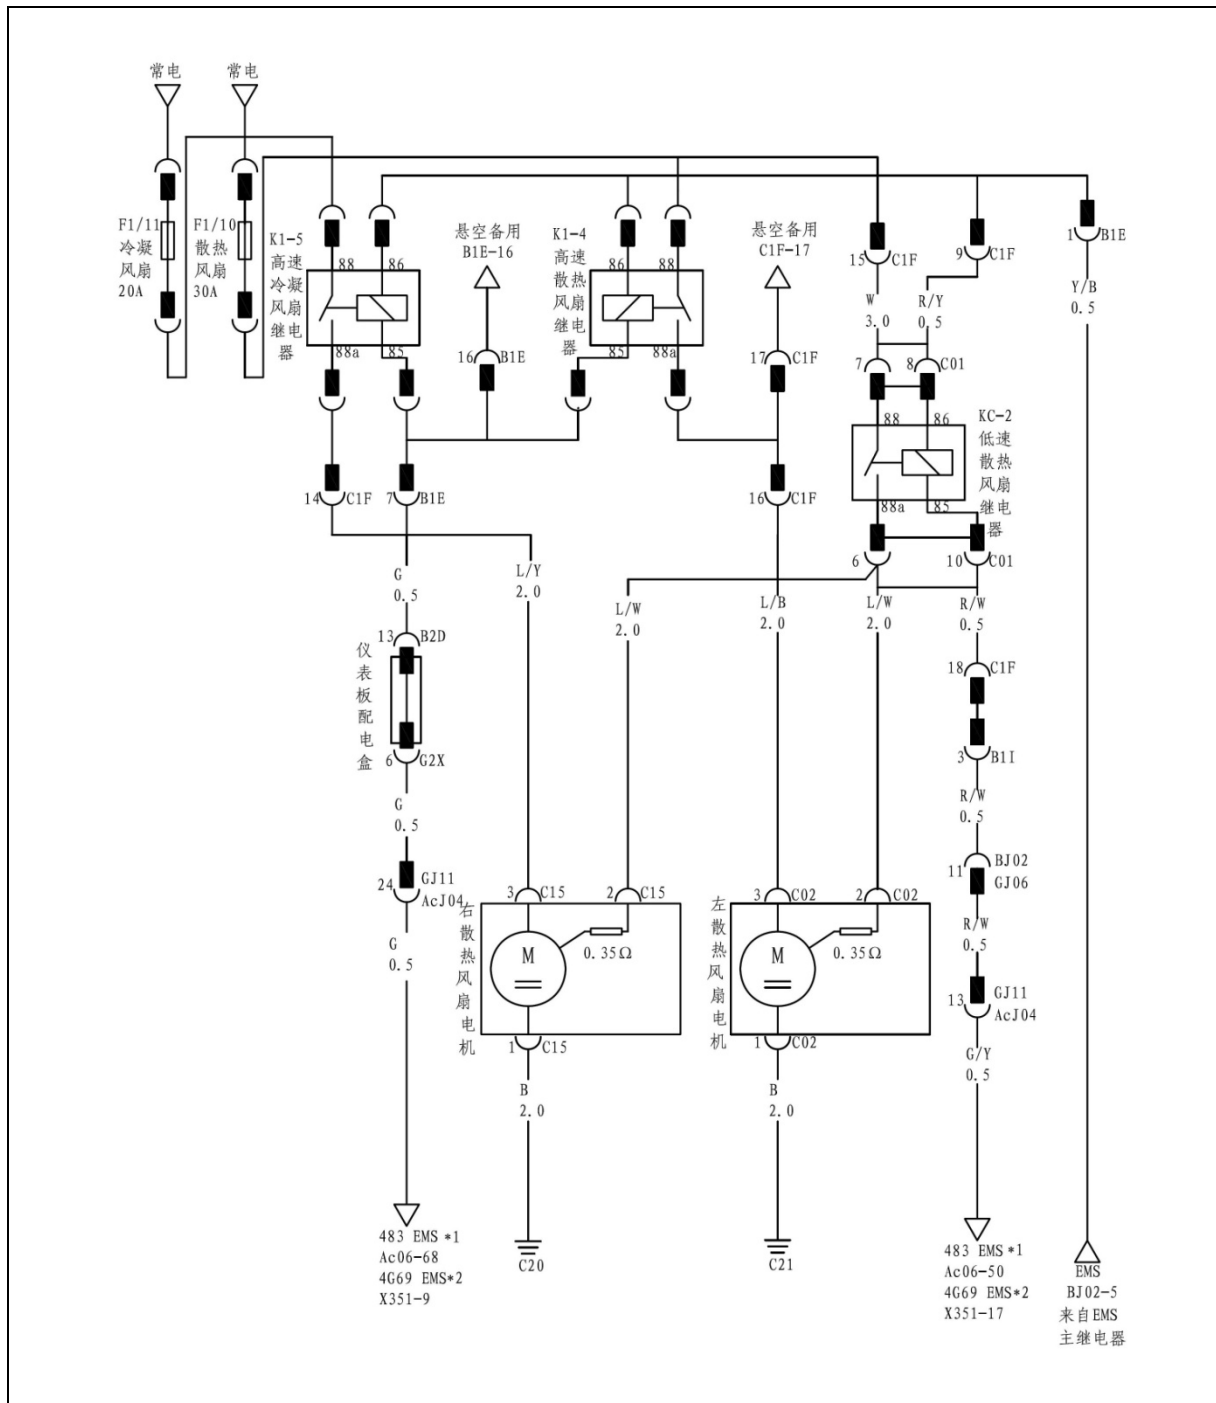 常电
常电
F1/11
冷凝
风扇
20A
F1/10
散热
风扇
30A
K1-5
高速
冷凝
风扇
继电
器
88
86
88a
85
悬空备用
B1E-16
16
B1E
K1-4
高速
散热
风扇
继电
器
86
88
85
88a
悬空备用
C1F-17
17
C1F
15
C1F
9
C1F
1
B1E
W
3.0
R/Y
0.5
Y/B
0.5
7
8
C01
88
86
88a
85
KC-2
低速
散热
风扇
继电
器
14
C1F
7
B1E
16
C1F
6
10
C01
G
0.5
L/Y
2.0
L/W
2.0
L/B
2.0
L/W
2.0
R/W
0.5
13
B2D
仪表板配电盒
6
G2X
18
C1F
3
B1I
G
0.5
R/W
0.5
24
GJ11
AcJ04
11
BJ02
GJ06
G
0.5
R/W
0.5
右散热风扇电机
3
C15
2
C15
M
0.35Ω
1
C15
左散热风扇电机
3
C02
2
C02
M
0.35Ω
1
C02
13
GJ11
AcJ04
B
2.0
B
2.0
G/Y
0.5
483 EMS *1
Ac06-68
4G69 EMS*2
X351-9
C20
C21
483 EMS *1
Ac06-50
4G69 EMS*2
X351-17
EMS
BJ02-5
来自EMS
主继电器